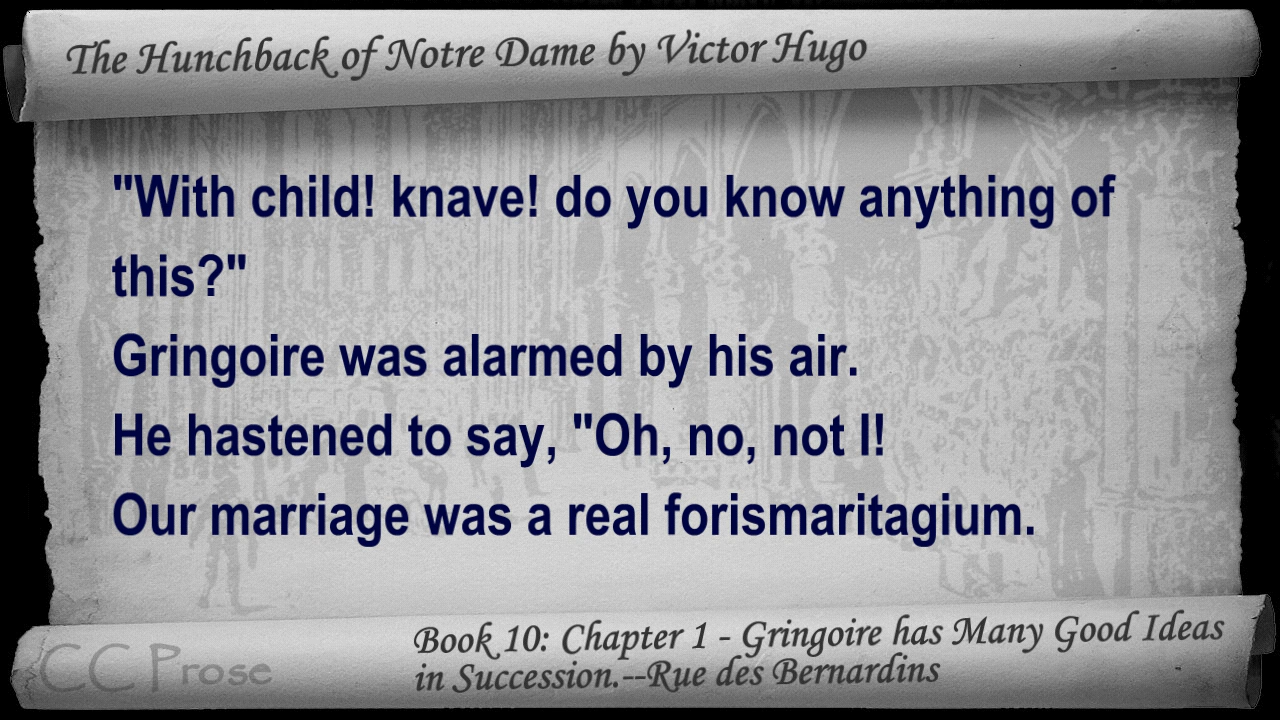 The Hunchback of Notre Dame by Victor Hugo
"With child! knave! do you know anything of
this?"
Gringoire was alarmed by his air.
He hastened to say, "Oh, no, not I!
Our marriage was a real forismaritagium.
CC Prose
Book 10: Chapter 1 - Gringoire has Many Good Ideas
in Succession.--Rue des Bernardins